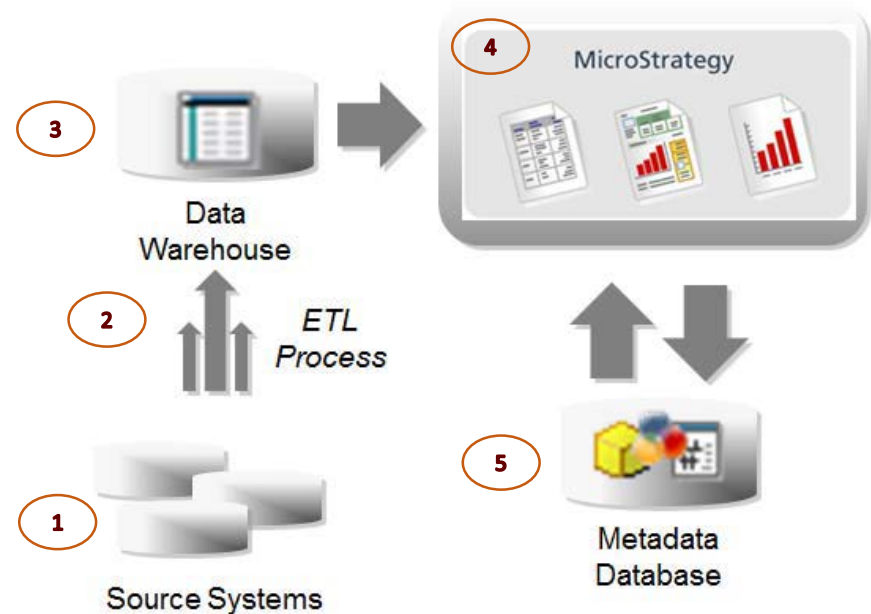 4
MicroStrategy
3
Data
Warehouse
2
ETL
Process
5
1
Metadata
Database
Source Systems